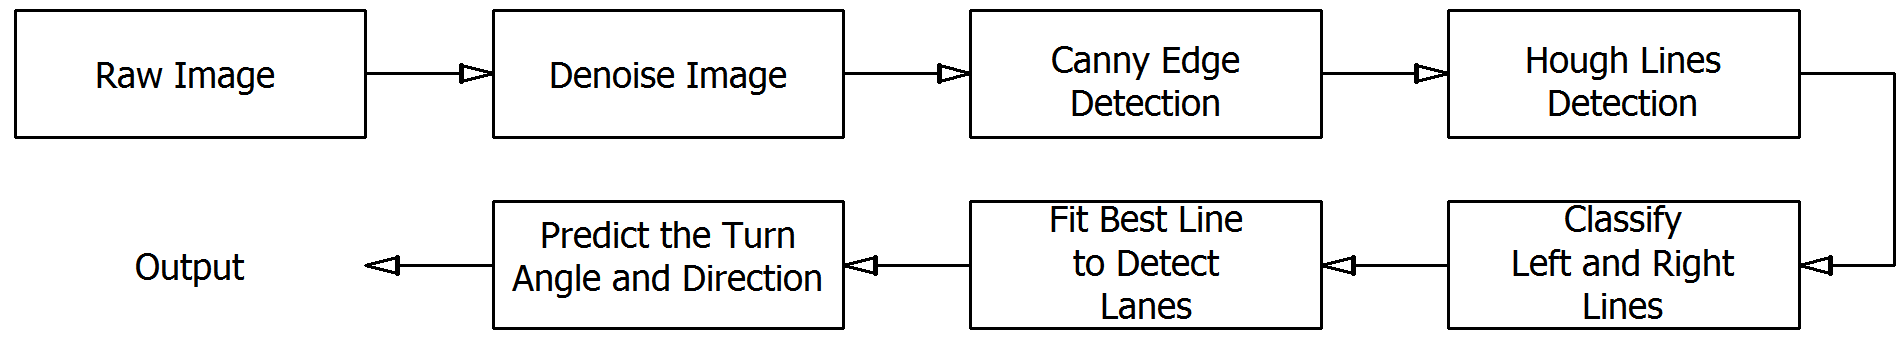 Raw Image
Denoise Image
Canny Edge
Detection
Hough Lines
Detection
Classify
Left and Right
Lines
Fit Best Line
to Detect
Lanes
Predict the Turn
Angle and Direction
Output